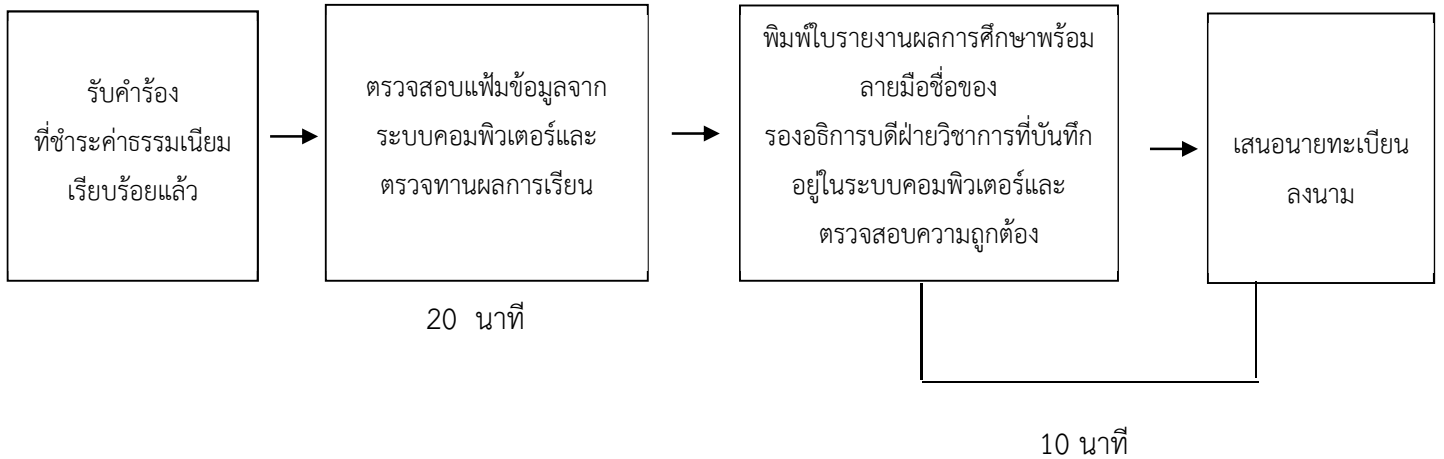 รับคำร้อง
ที่ชำระค่าธรรมเนียม
เรียบร้อยแล้ว
ตรวจสอบแฟ้มข้อมูลจาก
ระบบคอมพิวเตอร์และ
ตรวจทานผลการเรียน
20 นาที
พิมพ์ใบรายงานผลการศึกษาพร้อม
ลายมือชื่อของ
รองอธิการบดีฝ่ายวิชาการที่บันทึก
อยู่ในระบบคอมพิวเตอร์และ
ตรวจสอบความถูกต้อง
เสนอนายทะเบียน
ลงนาม
10 นาที